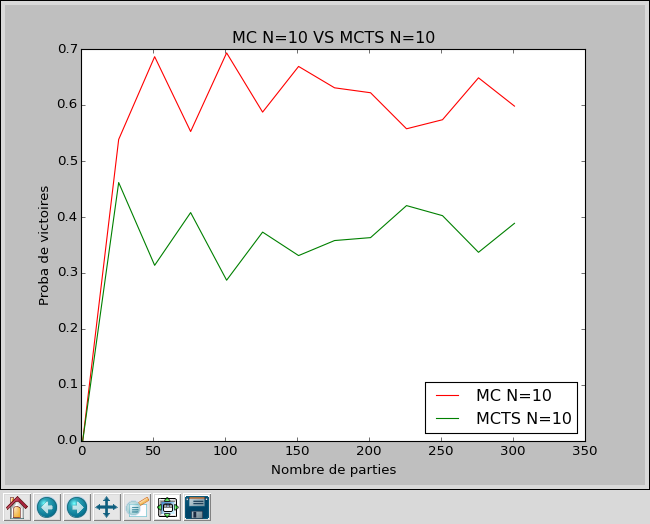 MC N=10 VS MCTS N=10
0.7
0.6
0.5
0.4
0.3
0.2
0.1
0.0
Proba de victoires
0 50 100 150 200 250 300 350
Nombre de parties
MC N=10
MCTS N=10